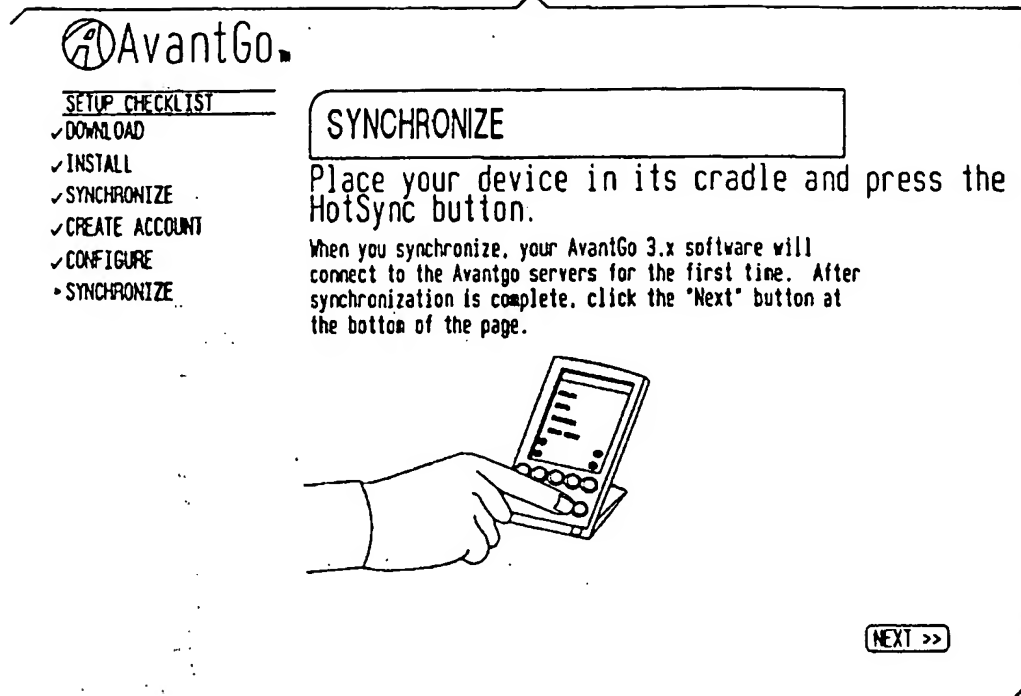 AvantGo™
SETUP CHECKLIST
✓DOWNLOAD
✓INSTALL
✓SYNCHRONIZE
✓CREATE ACCOUNT
✓CONFIGURE
▸SYNCHRONIZE
SYNCHRONIZE
Place your device in its cradle and press the
HotSync button.
When you synchronize, your AvantGo 3.x software will
connect to the Avantgo servers for the first time. After
synchronization is complete, click the "Next" button at
the bottom of the page.
NEXT >>